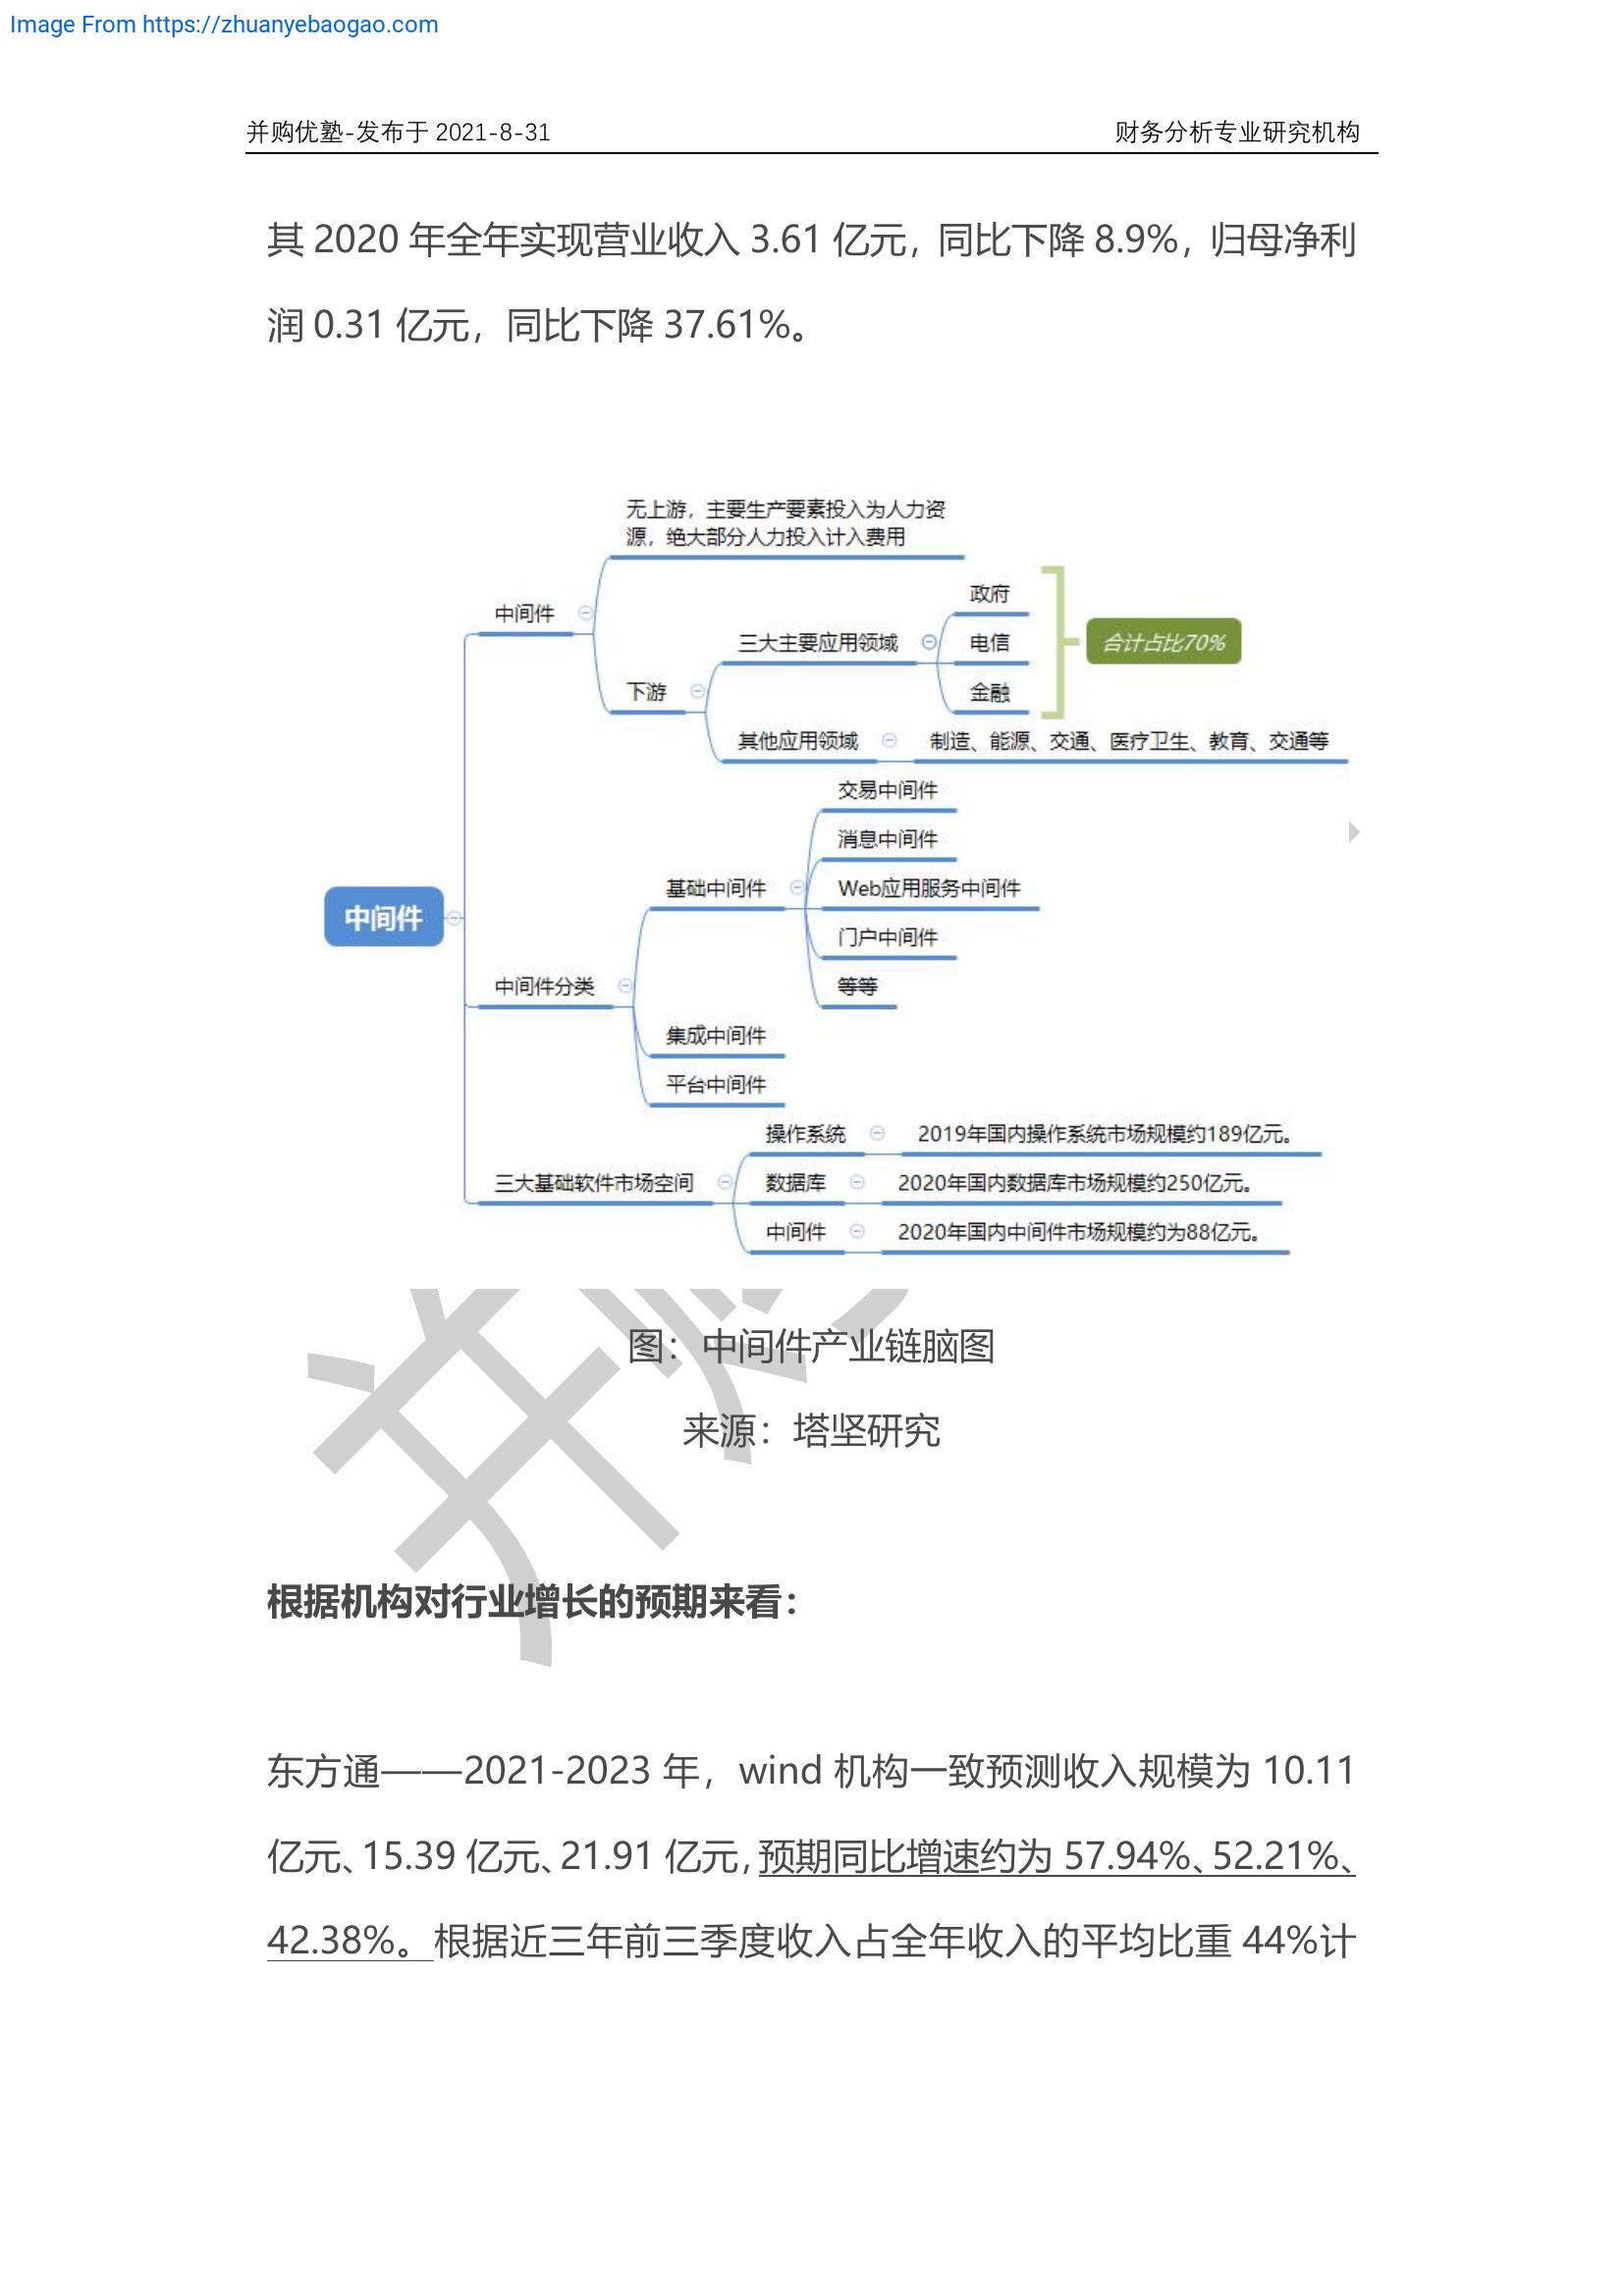 Image From https://zhuanyebaogao.com
并购优塾-发布于 2021-8-31
财务分析专业研究机构
其 2020 年全年实现营业收入 3.61 亿元，同比下降 8.9%，归母净利
润 0.31 亿元，同比下降 37.61%。
无上游，主要生产要素投入为人力资
源，绝大部分人力投入计入费用
中间件
政府
三大主要应用领域
电信
合计占比70%
下游
金融
其他应用领域
制造、能源、交通、医疗卫生、教育、交通等
交易中间件
消息中间件
基础中间件
Web应用服务中间件
中间件
门户中间件
中间件分类
等等
集成中间件
平台中间件
操作系统
2019年国内操作系统市场规模约189亿元。
三大基础软件市场空间
数据库
2020年国内数据库市场规模约250亿元。
中间件
2020年国内中间件市场规模约为88亿元。
图：中间件产业链脑图
来源：塔坚研究
根据机构对行业增长的预期来看：
东方通——2021-2023 年，wind 机构一致预测收入规模为 10.11
亿元、15.39 亿元、21.91 亿元，预期同比增速约为 57.94%、52.21%、
42.38%。根据近三年前三季度收入占全年收入的平均比重 44%计